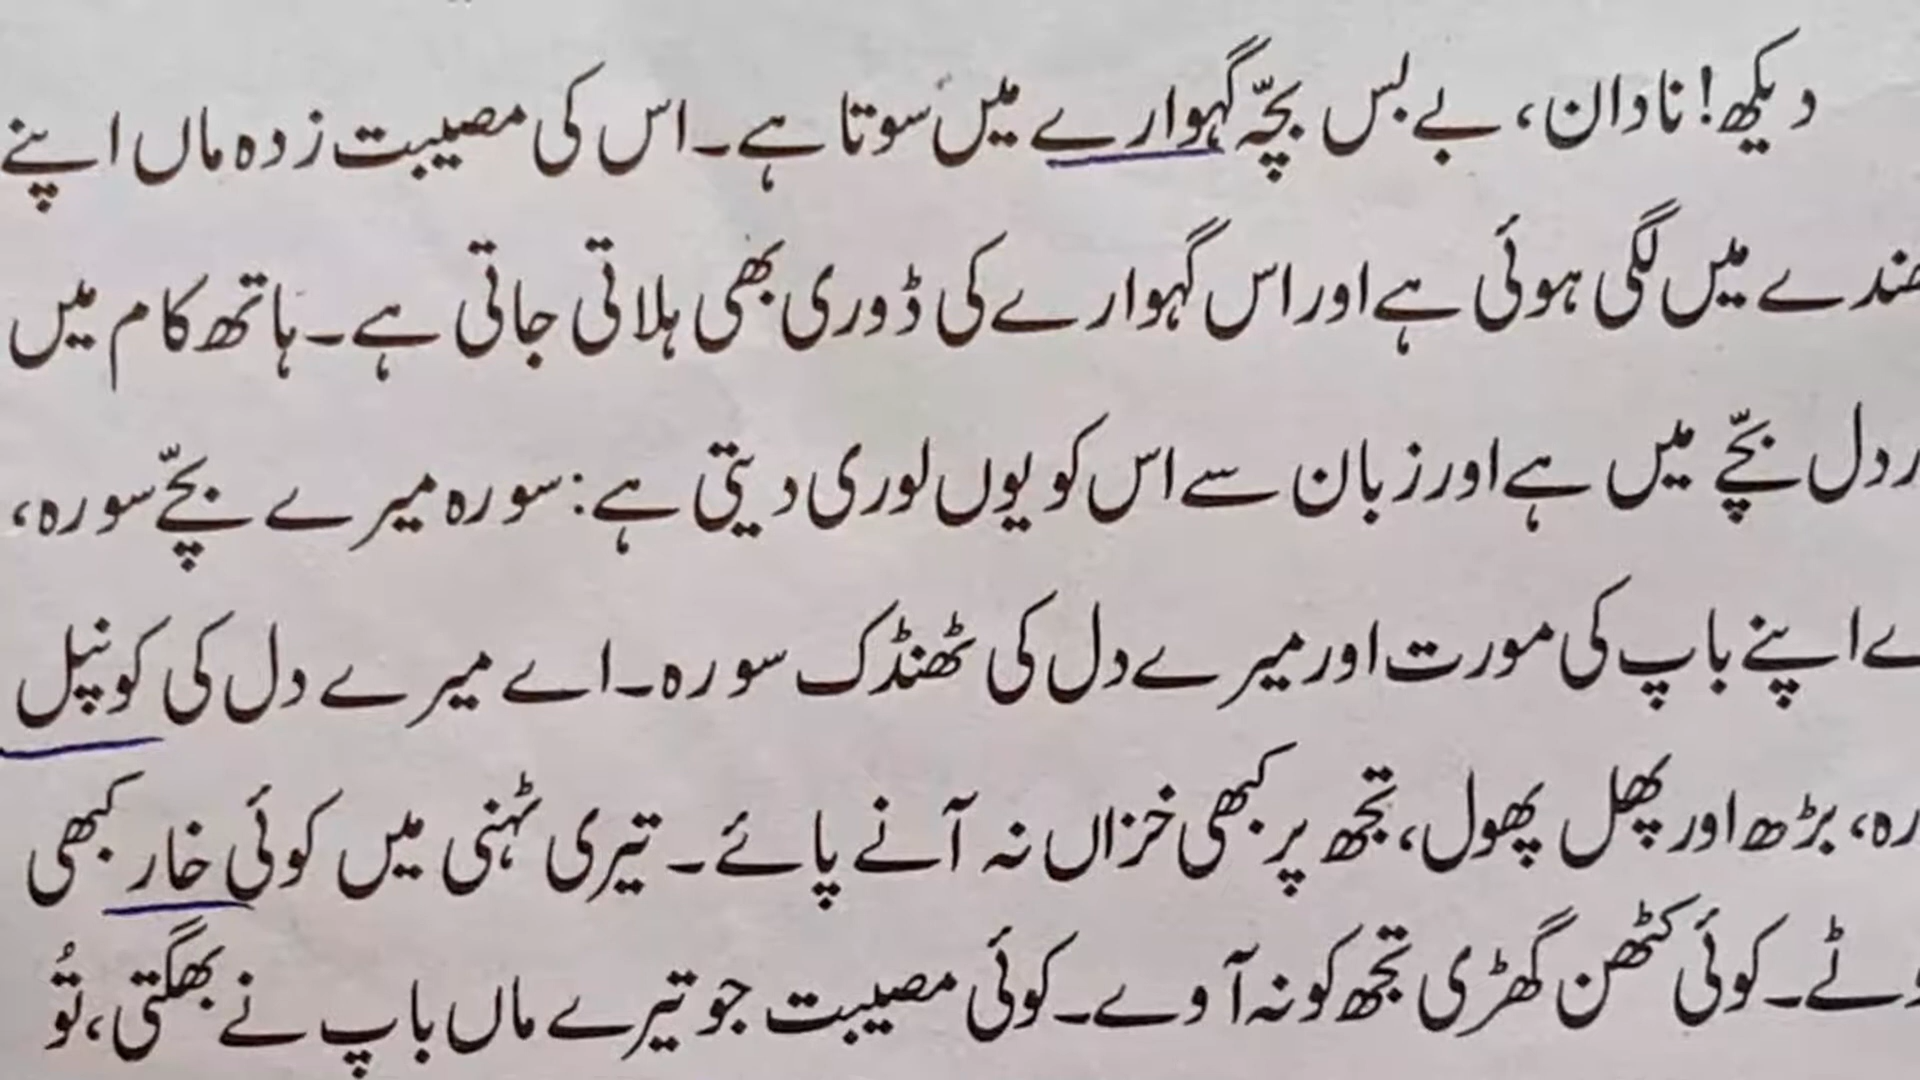 دیکھ! نادان، بے بس بچّہ گہوارے میں سوتا ہے۔ اس کی مصیبت زدہ ماں اپنے
میں لگی ہوئی ہے اور اس گہوارے کی ڈوری بھی ہلاتی جاتی ہے۔ ہاتھ کام میں
دل بچّے میں ہے اور زبان سے اس کو یوں لوری دیتی ہے: سو رہ میرے بچّے سو رہ،
اپنے باپ کی مورت اور میرے دل کی ٹھنڈک سو رہ۔ اے میرے دل کی کونپل
رہ، بڑھ اور پھل پھول، تجھ پر کبھی خزاں نہ آنے پائے۔ تیری ٹہنی میں کوئی خار کبھی
کوئی کٹھن گھڑی تجھ کو نہ آوے۔ کوئی مصیبت جو تیرے ماں باپ نے بھگتی، تُو